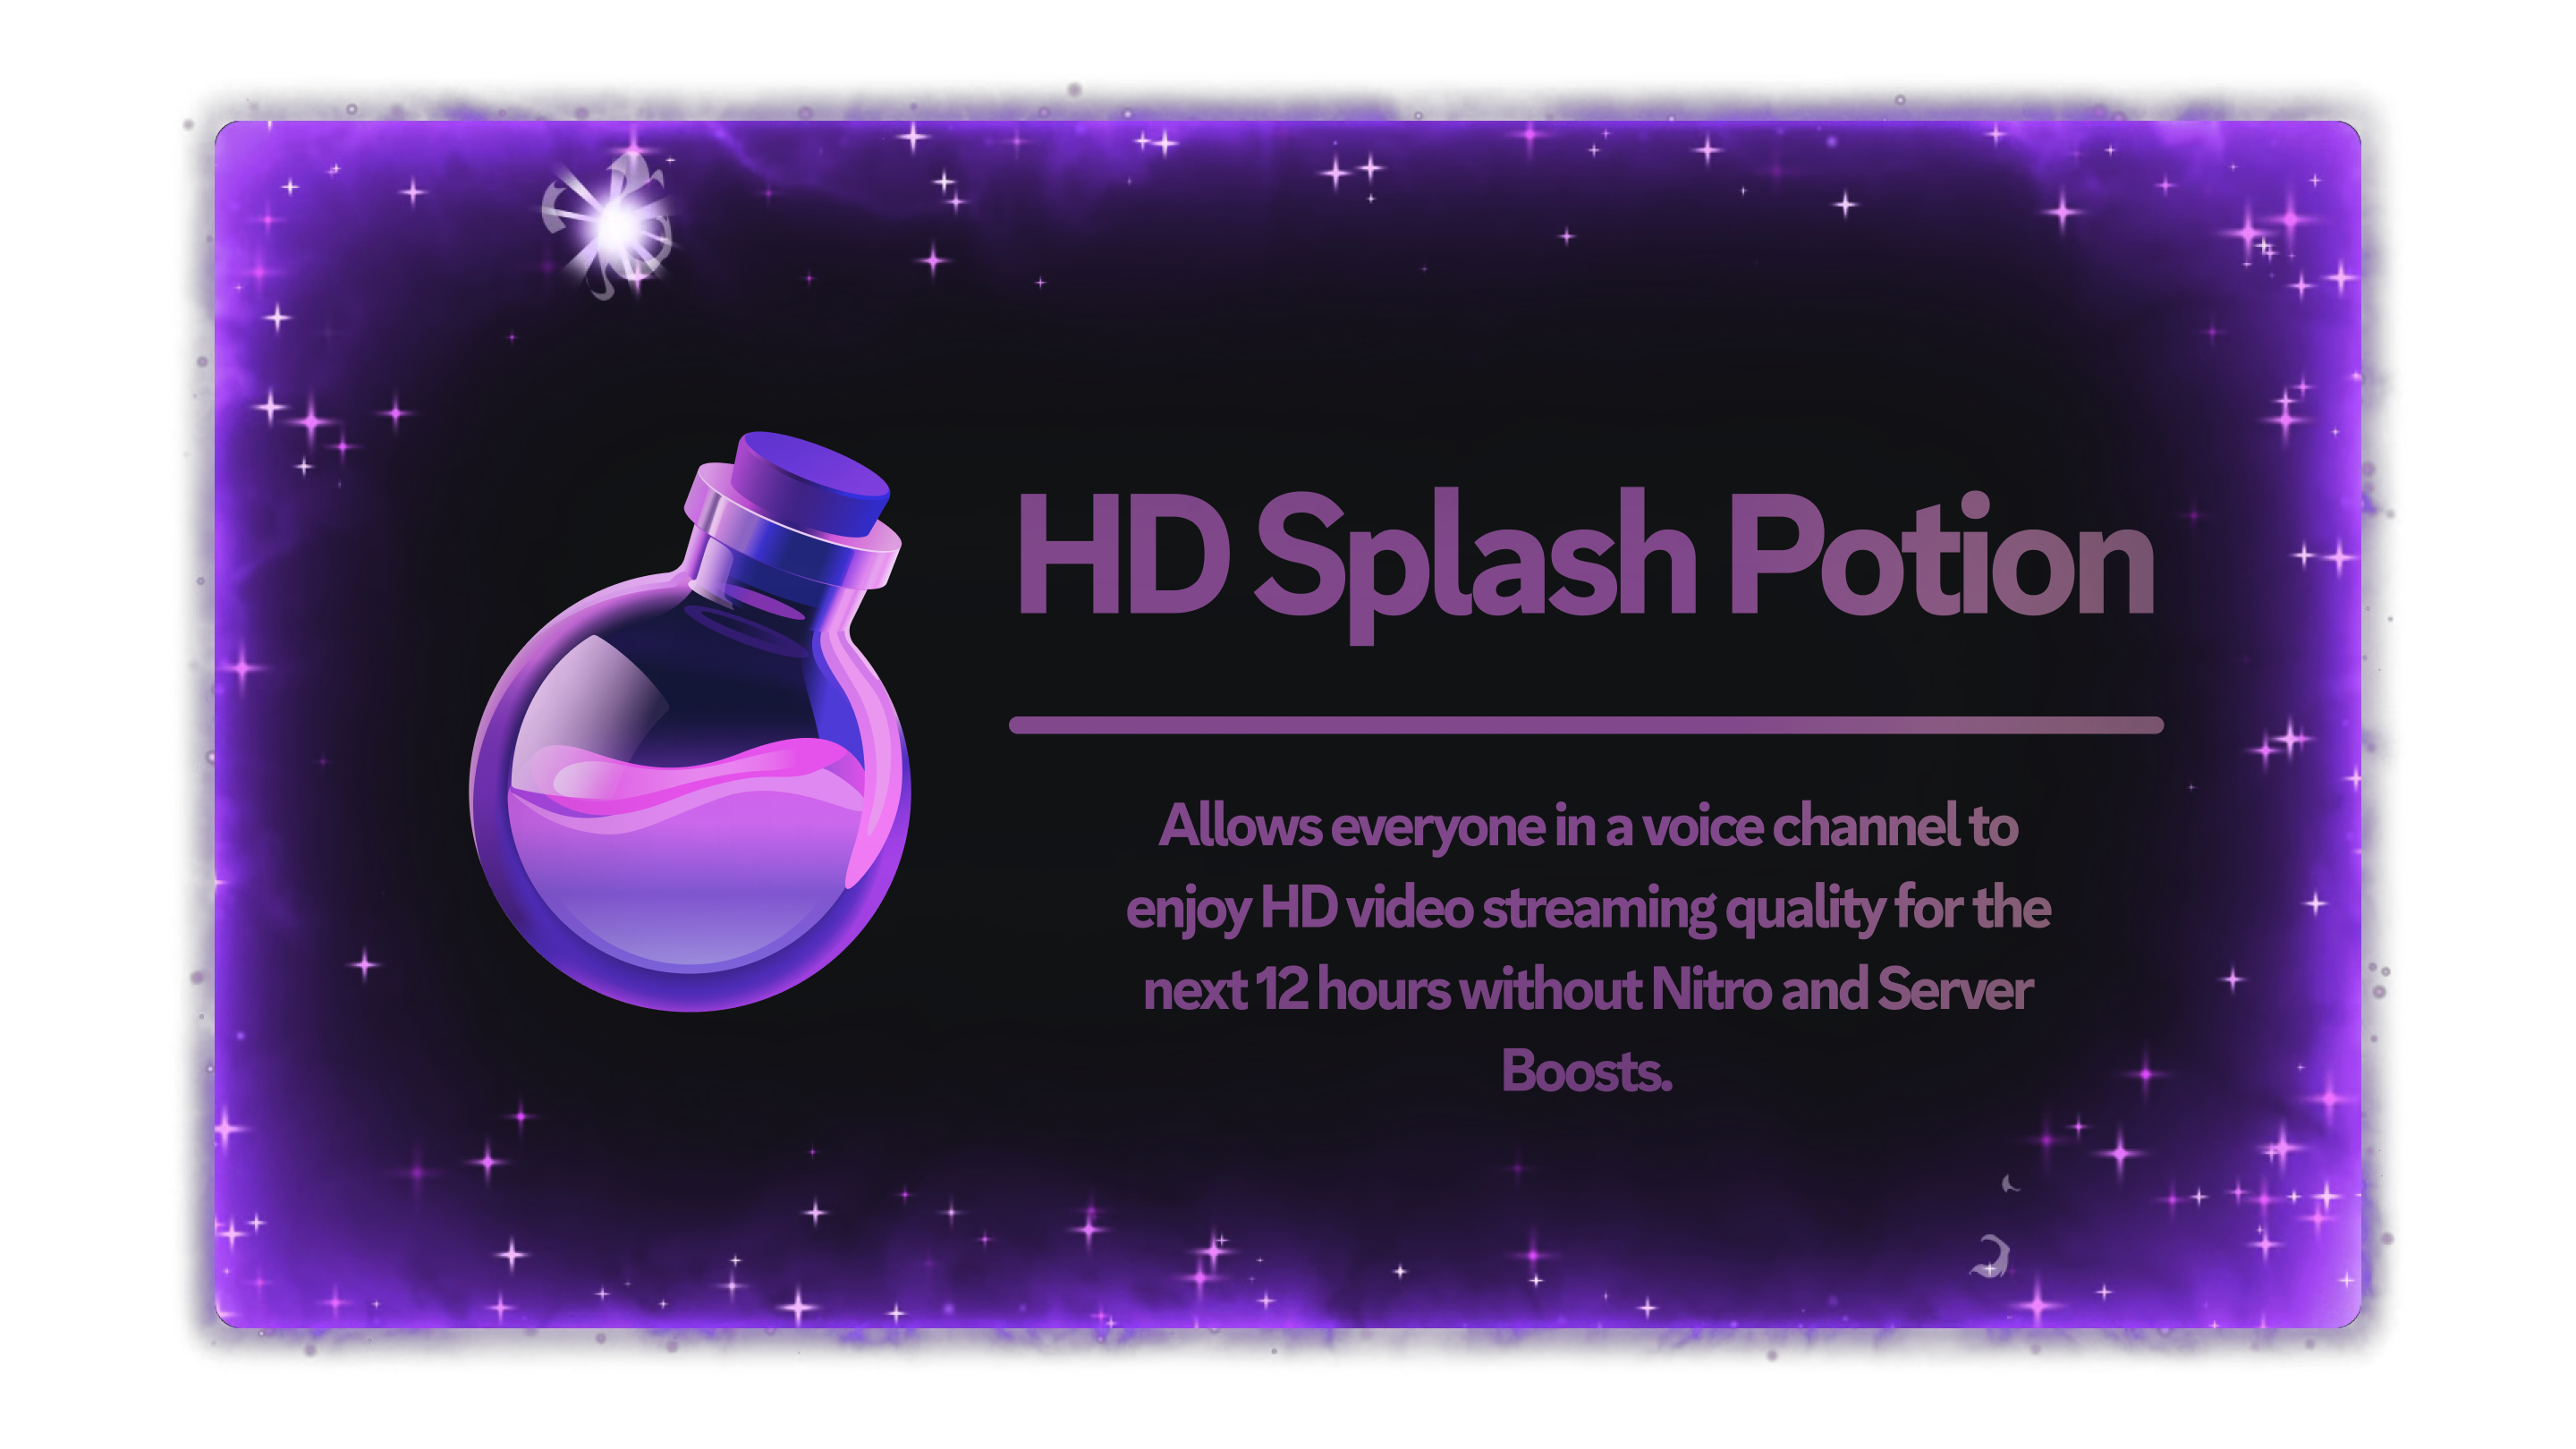 HD Splash Potion
Allows everyone in a voice channel to
enjoy HD video streaming quality for the
next 12 hours without Nitro and Server
Boosts.